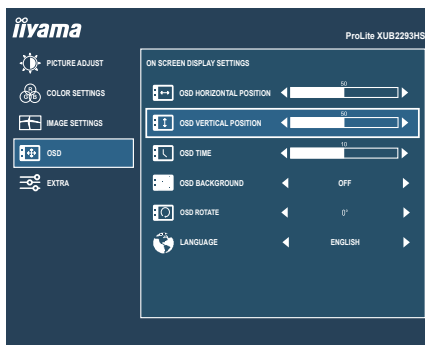 iiyama
ProLite XUB2293HS
PICTURE ADJUST
COLOR SETTINGS
RGB
IMAGE SETTINGS
OSD
EXTRA
ON SCREEN DISPLAY SETTINGS
OSD HORIZONTAL POSITION 50
OSD VERTICAL POSITION 50
OSD TIME 10
OSD BACKGROUND OFF
OSD ROTATE 0°
LANGUAGE ENGLISH